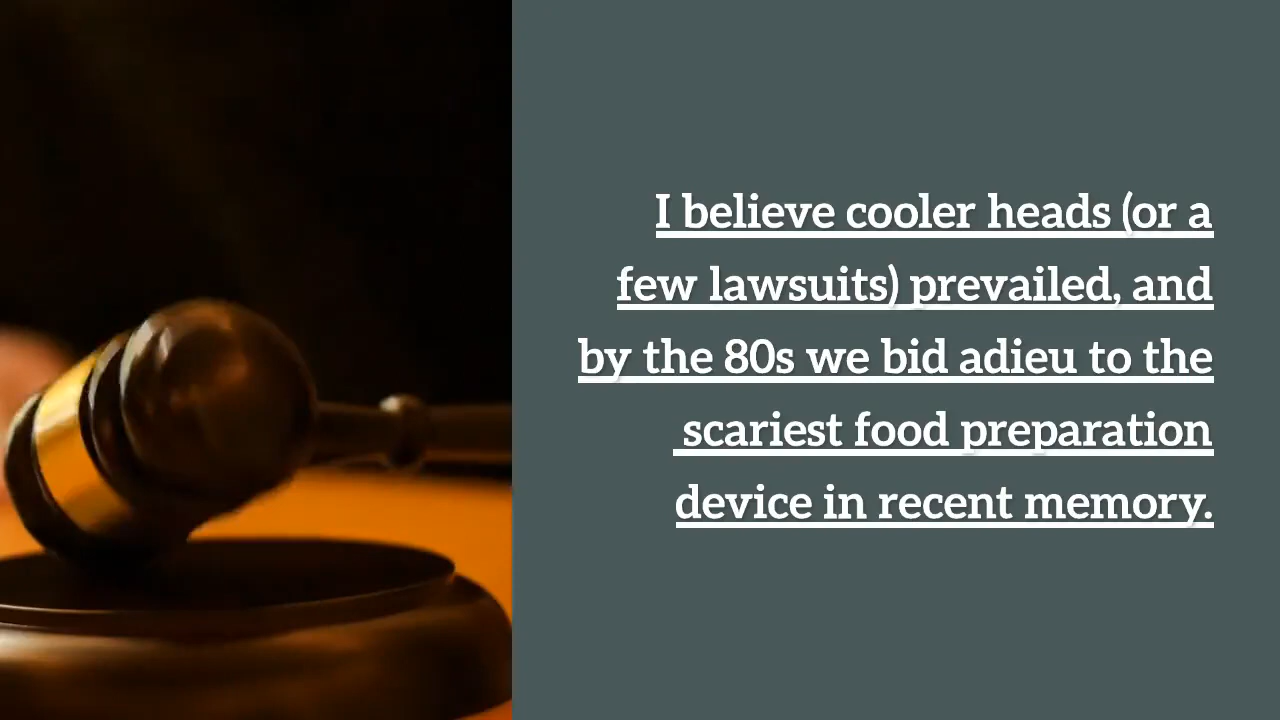 I believe cooler heads (or a
few lawsuits) prevailed, and
by the 80s we bid adieu to the
scariest food preparation
device in recent memory.